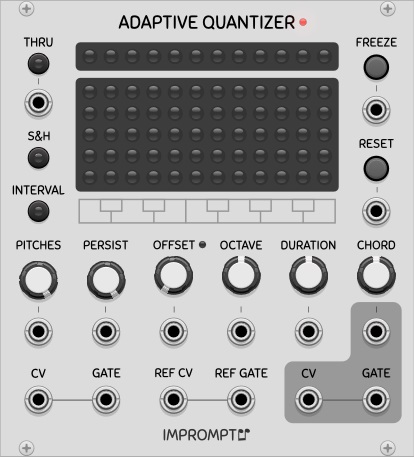 ADAPTIVE QUANTIZER
THRU
FREEZE
S&H
RESET
INTERVAL
PITCHES PERSIST OFFSET OCTAVE DURATION CHORD
CV GATE REF CV REF GATE CV GATE
IMPROMPTU